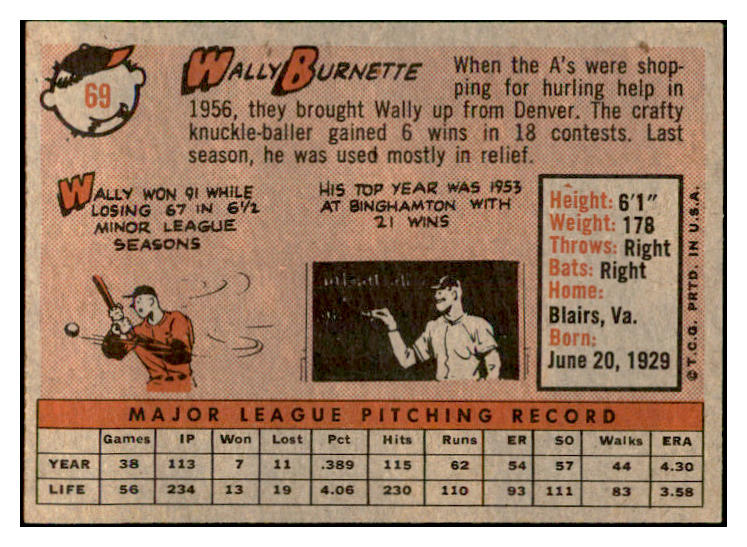 69
WALLY BURNETTE
When the A's were shop-
ping for hurling help in
1956, they brought Wally up from Denver. The crafty
knuckle-baller gained 6 wins in 18 contests. Last
season, he was used mostly in relief.
WALLY WON 91 WHILE
LOSING 67 IN 6½
MINOR LEAGUE
SEASONS
HIS TOP YEAR WAS 1953
AT BINGHAMTON WITH
21 WINS
Height: 6'1"
Weight: 178
Throws: Right
Bats: Right
Home:
Blairs, Va.
Born:
June 20, 1929
© T.C.G. PRTD. IN U.S.A.
MAJOR LEAGUE PITCHING RECORD
Games IP Won Lost Pct Hits Runs ER SO Walks ERA
YEAR 38 113 7 11 .389 115 62 54 57 44 4.30
LIFE 56 234 13 19 4.06 230 110 93 111 83 3.58